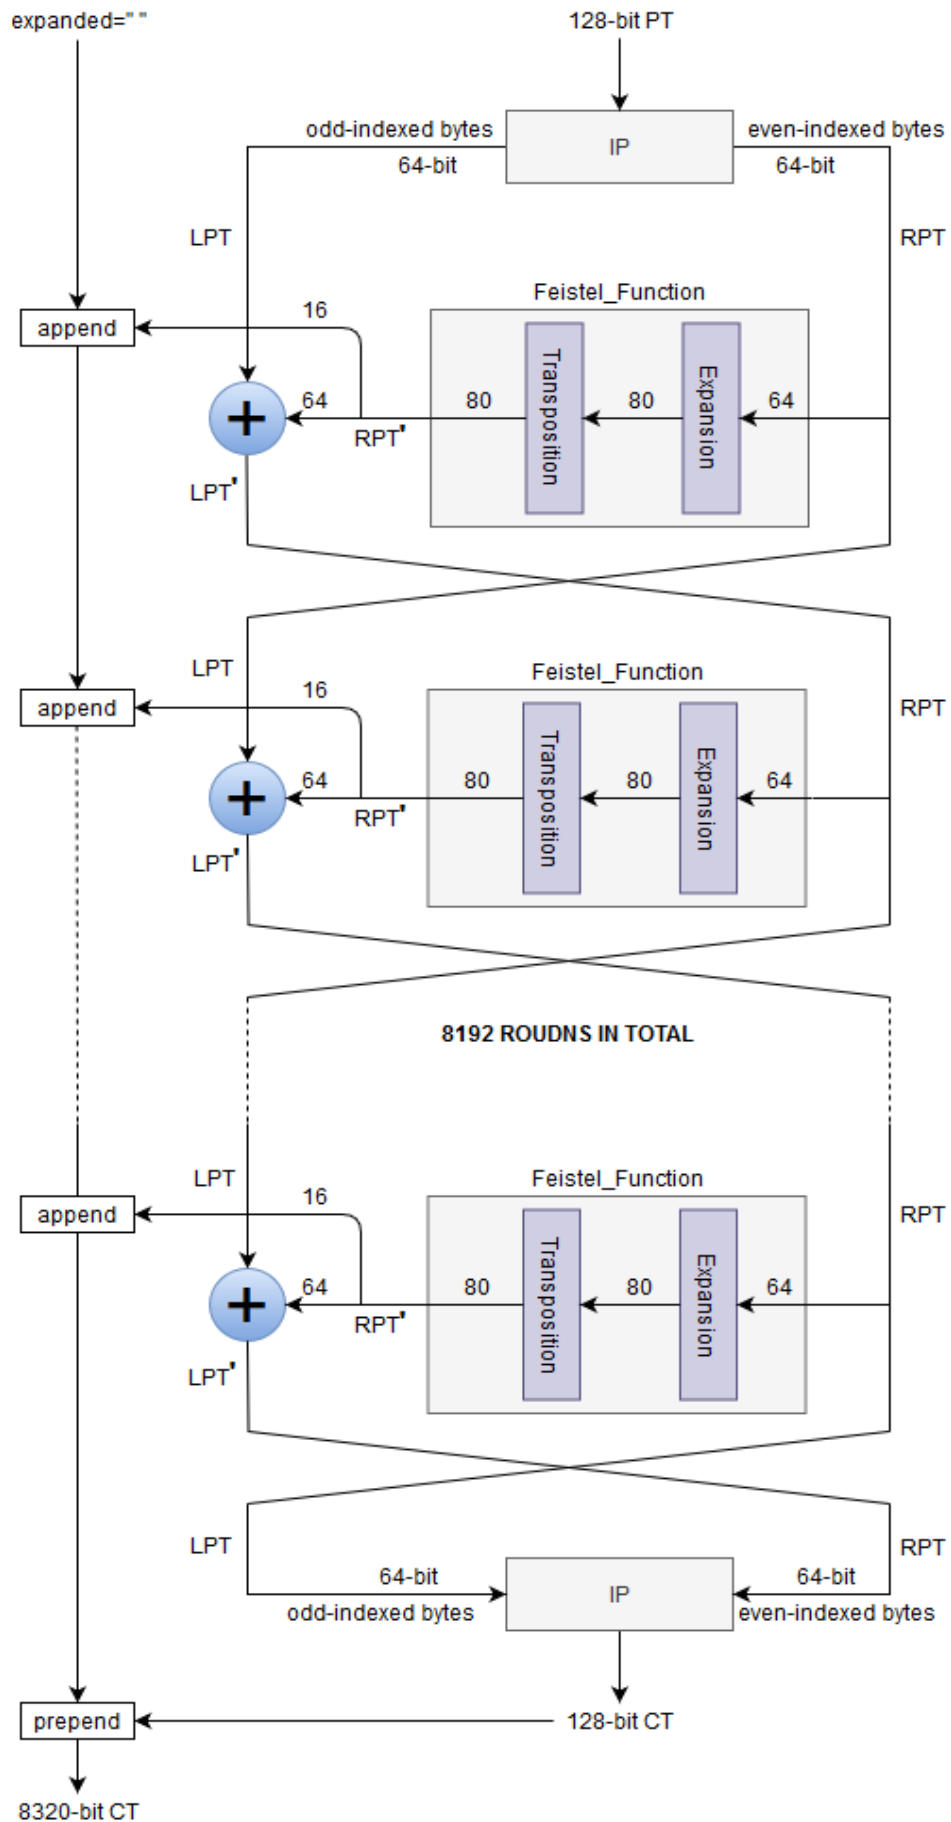 expanded=" "
128-bit PT
odd-indexed bytes
even-indexed bytes
IP
64-bit
64-bit
LPT
RPT
Feistel_Function
16
append
Transposition
Expansion
64
80
80
64
RPT'
LPT'
LPT
Feistel_Function
16
RPT
append
Transposition
Expansion
64
80
80
64
RPT'
LPT'
8192 ROUDNS IN TOTAL
LPT
Feistel_Function
16
RPT
append
Transposition
Expansion
64
80
80
64
RPT'
LPT'
LPT
RPT
64-bit
64-bit
IP
odd-indexed bytes
even-indexed bytes
prepend
128-bit CT
8320-bit CT